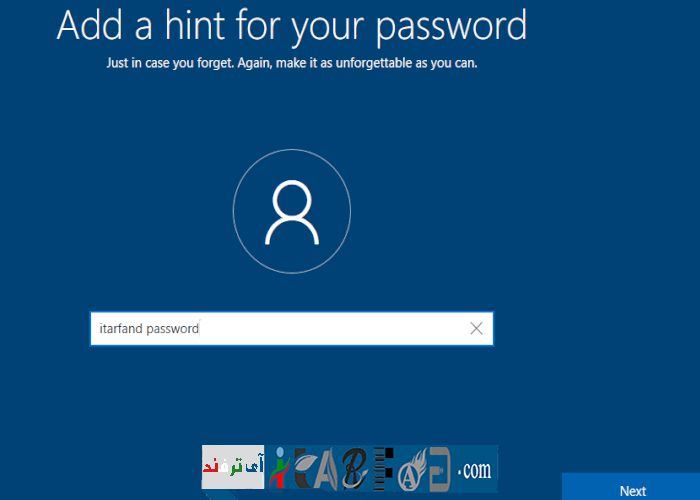 Add a hint for your password
Just in case you forget. Again, make it as unforgettable as you can.
itarfand password
آی ترفند iTARFAND.com
Next